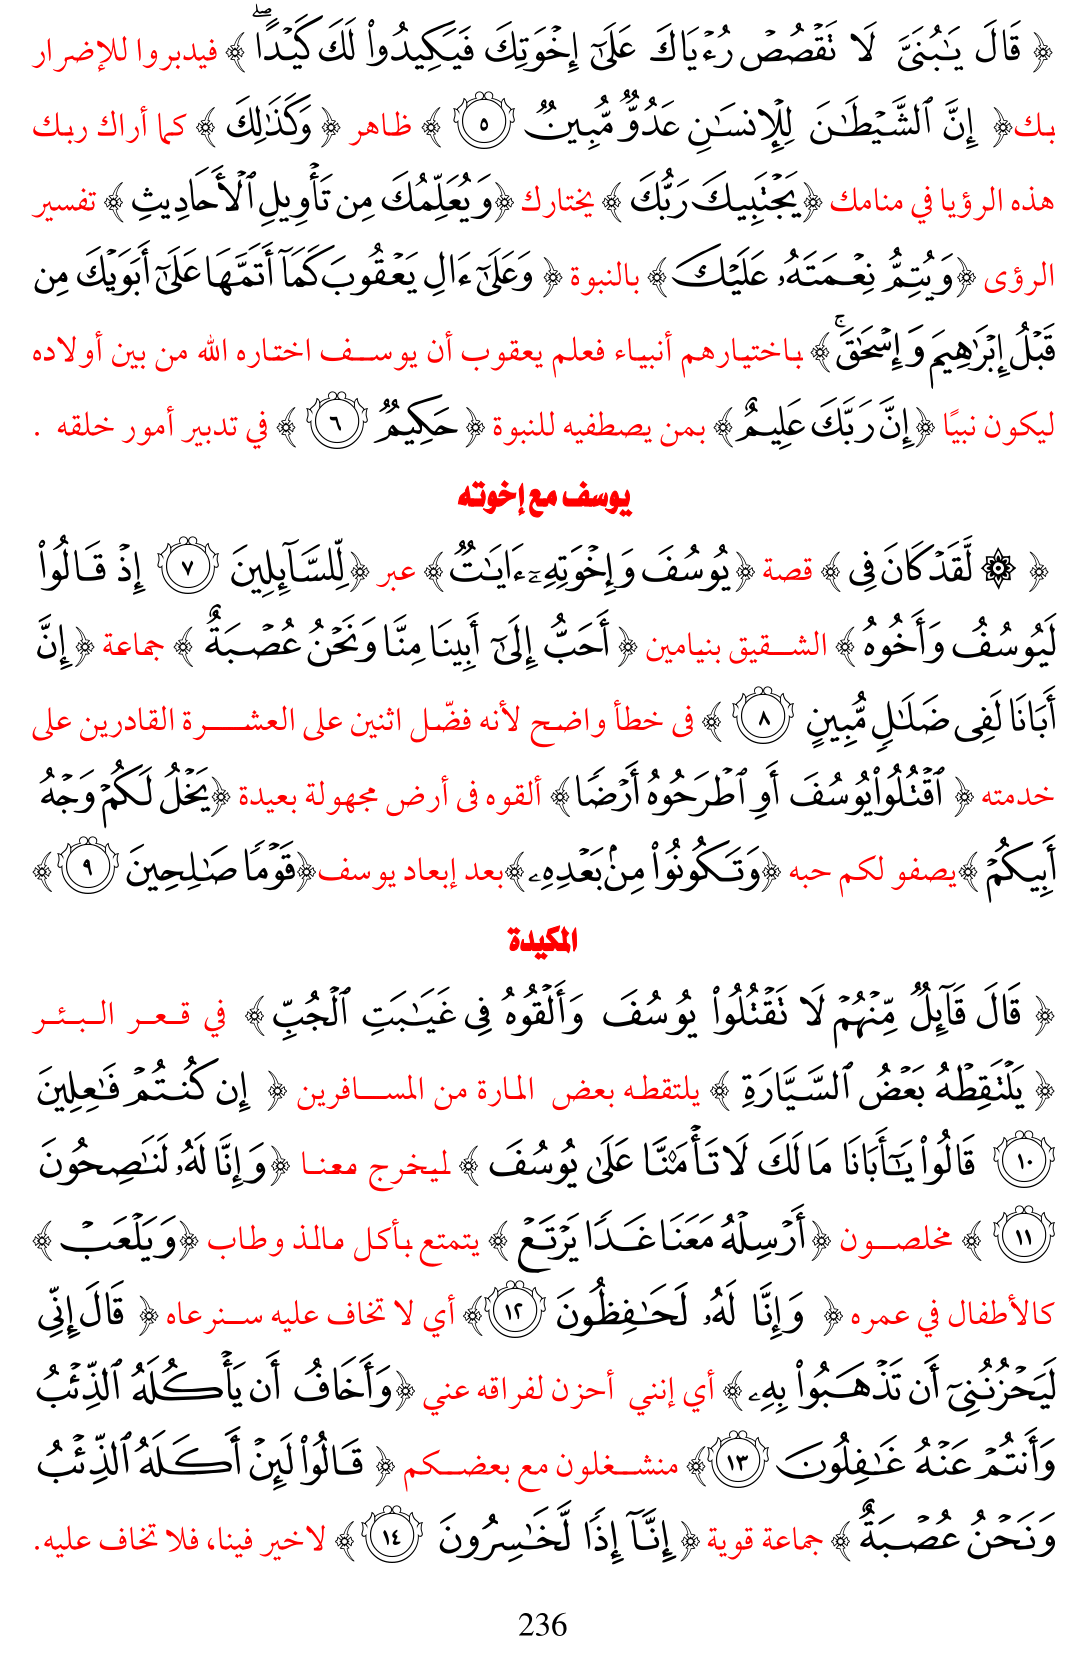 ﴿ قَالَ يَٰبُنَيَّ لَا تَقۡصُصۡ رُءۡيَاكَ عَلَىٰٓ إِخۡوَتِكَ فَيَكِيدُواْ لَكَ كَيۡدًاۖ ﴾ فيدبروا للإضرار
بك ﴿ إِنَّ ٱلشَّيۡطَٰنَ لِلۡإِنسَٰنِ عَدُوّٞ مُّبِينٞ ٥ ﴾ ظاهر ﴿ وَكَذَٰلِكَ ﴾ كما أراك ربك
هذه الرؤيا في منامك ﴿يَجۡتَبِيكَ رَبُّكَ ﴾ يختارك ﴿وَيُعَلِّمُكَ مِن تَأۡوِيلِ ٱلۡأَحَادِيثِ ﴾ تفسير
الرؤى ﴿وَيُتِمُّ نِعۡمَتَهُۥ عَلَيۡكَ﴾ بالنبوة ﴿ وَعَلَىٰٓ ءَالِ يَعۡقُوبَ كَمَآ أَتَمَّهَا عَلَىٰٓ أَبَوَيۡكَ مِن
قَبۡلُ إِبۡرَٰهِيمَ وَإِسۡحَٰقَۚ﴾ باختيارهم أنبياء فعلم يعقوب أن يوسف اختاره الله من بين أولاده
ليكون نبيًا ﴿إِنَّ رَبَّكَ عَلِيمٌ﴾ بمن يصطفيه للنبوة ﴿ حَكِيمٞ ٦ ﴾ في تدبير أمور خلقه .
يوسف مع إخوته
﴿ ۞ لَّقَدۡ كَانَ فِي ﴾ قصة ﴿يُوسُفَ وَإِخۡوَتِهِۦٓ ءَايَٰتٞ﴾ عبر ﴿لِّلسَّآئِلِينَ ٧ إِذۡ قَالُواْ
لَيُوسُفُ وَأَخُوهُ ﴾ الشقيق بنيامين ﴿ أَحَبُّ إِلَىٰٓ أَبِينَا مِنَّا وَنَحۡنُ عُصۡبَةٌ ﴾ جماعة ﴿ إِنَّ
أَبَانَا لَفِي ضَلَٰلٖ مُّبِينٍ ٨ ﴾ فى خطأ واضح لأنه فضّل اثنين على العشرة القادرين على
خدمته ﴿ ٱقۡتُلُواْ يُوسُفَ أَوِ ٱطۡرَحُوهُ أَرۡضٗا﴾ ألقوه فى أرض مجهولة بعيدة ﴿يَخۡلُ لَكُمۡ وَجۡهُ
أَبِيكُمۡ ﴾يصفو لكم حبه ﴿وَتَكُونُواْ مِنۢ بَعۡدِهِۦ ﴾بعد إبعاد يوسف﴿قَوۡمٗا صَٰلِحِينَ ٩ ﴾
المكيدة
﴿ قَالَ قَآئِلٞ مِّنۡهُمۡ لَا تَقۡتُلُواْ يُوسُفَ وَأَلۡقُوهُ فِي غَيَٰبَتِ ٱلۡجُبِّ ﴾ في قعر البئر
﴿ يَلۡتَقِطۡهُ بَعۡضُ ٱلسَّيَّارَةِ ﴾ يلتقطه بعض المارة من المسافرين ﴿ إِن كُنتُمۡ فَٰعِلِينَ
١٠ قَالُواْ يَٰٓأَبَانَا مَا لَكَ لَا تَأۡمَ۬نَّا عَلَىٰ يُوسُفَ ﴾ ليخرج معنا ﴿وَإِنَّا لَهُۥ لَنَٰصِحُونَ
١١ ﴾ مخلصون ﴿أَرۡسِلۡهُ مَعَنَا غَدٗا يَرۡتَعۡ ﴾ يتمتع بأكل مالذ وطاب ﴿وَيَلۡعَبۡ ﴾
كالأطفال في عمره ﴿ وَإِنَّا لَهُۥ لَحَٰفِظُونَ ١٢﴾ أي لا تخاف عليه سنرعاه ﴿ قَالَ إِنِّي
لَيَحۡزُنُنِيٓ أَن تَذۡهَبُواْ بِهِۦ ﴾ أي إنني أحزن لفراقه عني ﴿وَأَخَافُ أَن يَأۡكُلَهُ ٱلذِّئۡبُ
وَأَنتُمۡ عَنۡهُ غَٰفِلُونَ ١٣﴾ منشغلون مع بعضكم ﴿ قَالُواْ لَئِنۡ أَكَلَهُ ٱلذِّئۡبُ
وَنَحۡنُ عُصۡبَةٌ ﴾ جماعة قوية ﴿ إِنَّآ إِذٗا لَّخَٰسِرُونَ ١٤ ﴾ لاخير فينا، فلا تخاف عليه.
236